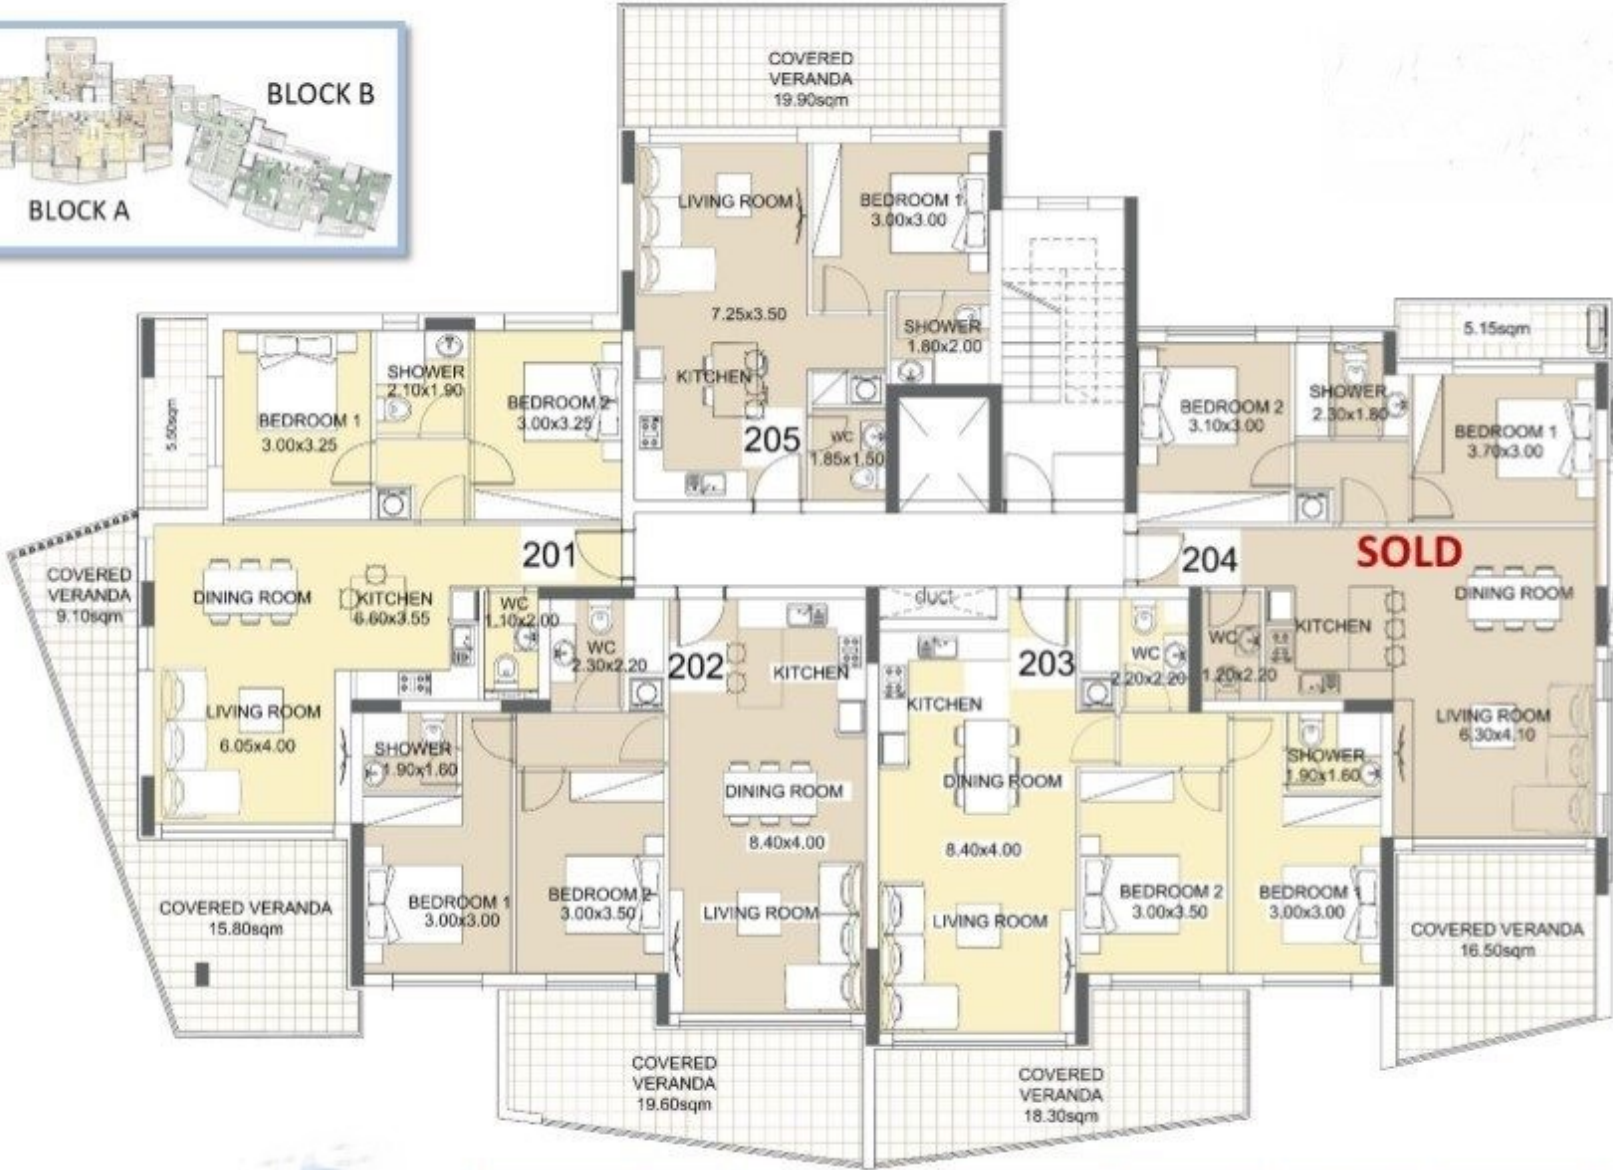 BLOCK B
BLOCK A
COVERED
VERANDA
19.90sqm
LIVING ROOM
BEDROOM 1
3.00x3.00
7.25x3.50
SHOWER
1.80x2.00
KITCHEN
205
WC
1.85x1.50
5.50sqm
BEDROOM 1
3.00x3.25
SHOWER
2.10x1.90
BEDROOM 2
3.00x3.25
201
COVERED
VERANDA
9.10sqm
DINING ROOM
KITCHEN
6.60x3.55
WC
1.10x2.00
LIVING ROOM
6.05x4.00
COVERED VERANDA
15.80sqm
WC
2.30x2.20
202
KITCHEN
SHOWER
1.90x1.60
DINING ROOM
8.40x4.00
BEDROOM 1
3.00x3.00
BEDROOM 2
3.00x3.50
LIVING ROOM
COVERED
VERANDA
19.60sqm
duct
203
WC
2.20x2.20
KITCHEN
DINING ROOM
8.40x4.00
SHOWER
1.90x1.60
LIVING ROOM
BEDROOM 2
3.00x3.50
BEDROOM 1
3.00x3.00
COVERED
VERANDA
18.30sqm
5.15sqm
BEDROOM 2
3.10x3.00
SHOWER
2.30x1.80
BEDROOM 1
3.70x3.00
204
SOLD
DINING ROOM
WC
1.20x2.20
KITCHEN
LIVING ROOM
6.30x4.10
COVERED VERANDA
16.50sqm